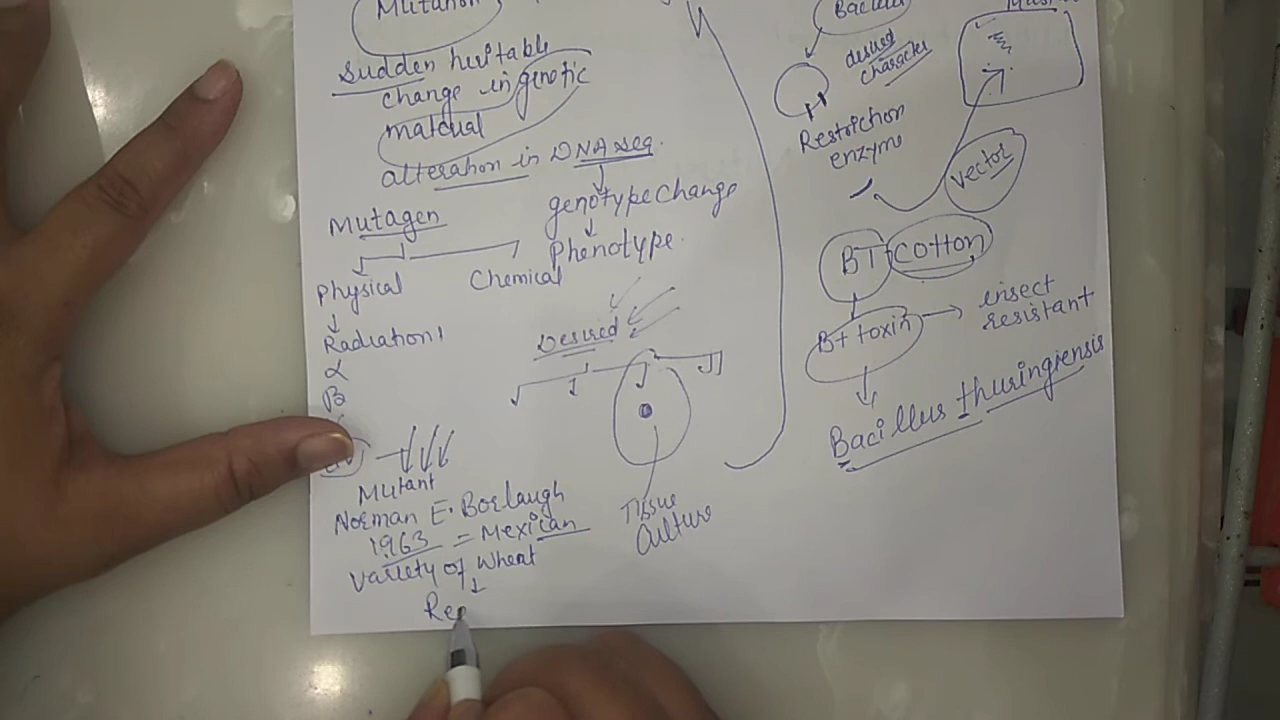 Mutation
Sudden heritable
change in genetic
material
alteration in DNA seq.
genotype change
Phenotype.
Mutagen
Physical
Chemical
Radiation,
α
β
UV
Mutant
Desired
Tissue
Culture
Norman E. Borlaugh
1963 = Mexican
variety of wheat
Re
desired
character
Restriction
enzyme
vector
BT cotton
Bt toxin → insect
resistant
Bacillus thuringiensis